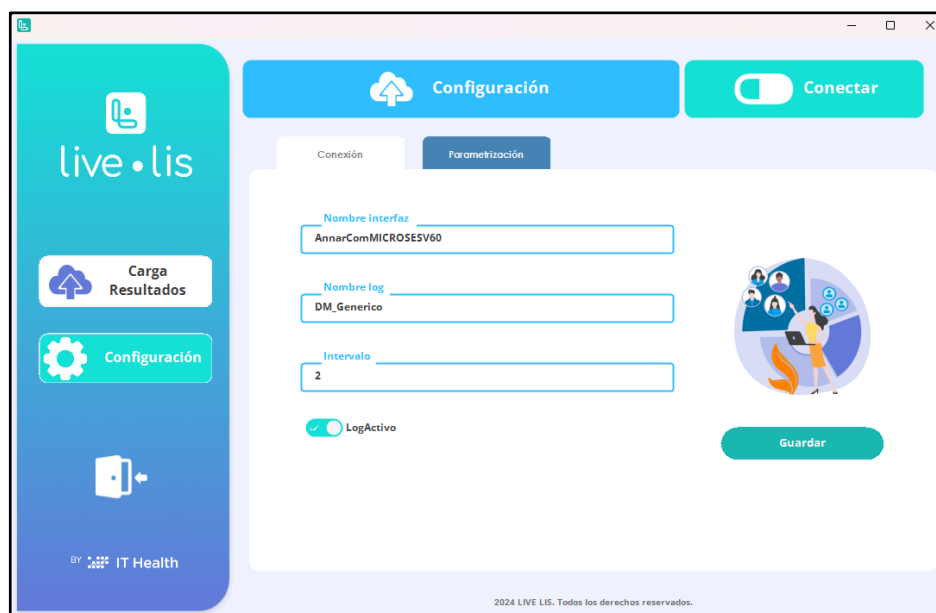 live•lis
Carga
Resultados
Configuración
BY IT Health
Configuración
Conectar
Conexión
Parametrización
Nombre interfaz
AnnarComMICROSESV60
Nombre log
DM_Generico
Intervalo
2
LogActivo
Guardar
2024 LIVE LIS. Todos los derechos reservados.